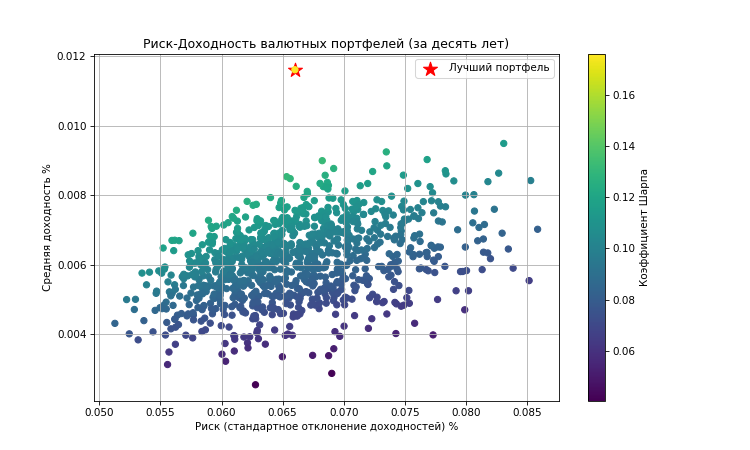 Риск-Доходность валютных портфелей (за десять лет)
Лучший портфель
Средняя доходность %
0.012
0.010
0.008
0.006
0.004
0.050 0.055 0.060 0.065 0.070 0.075 0.080 0.085
Риск (стандартное отклонение доходностей) %
0.16
0.14
0.12
0.10
0.08
0.06
Коэффициент Шарпа